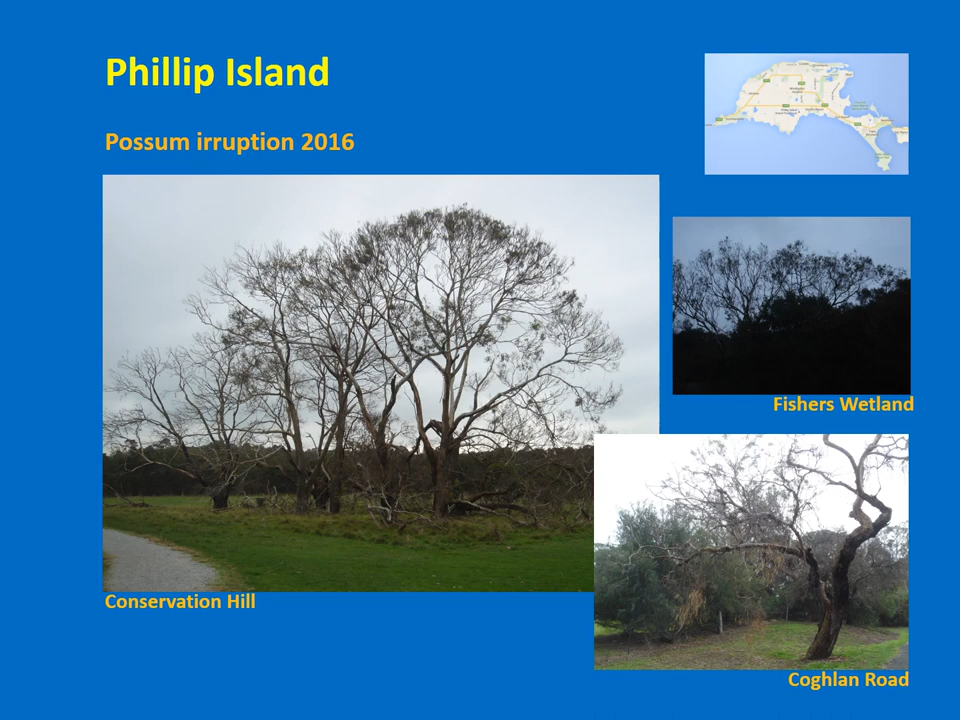 Phillip Island
Possum irruption 2016
Fishers Wetland
Conservation Hill
Coghlan Road